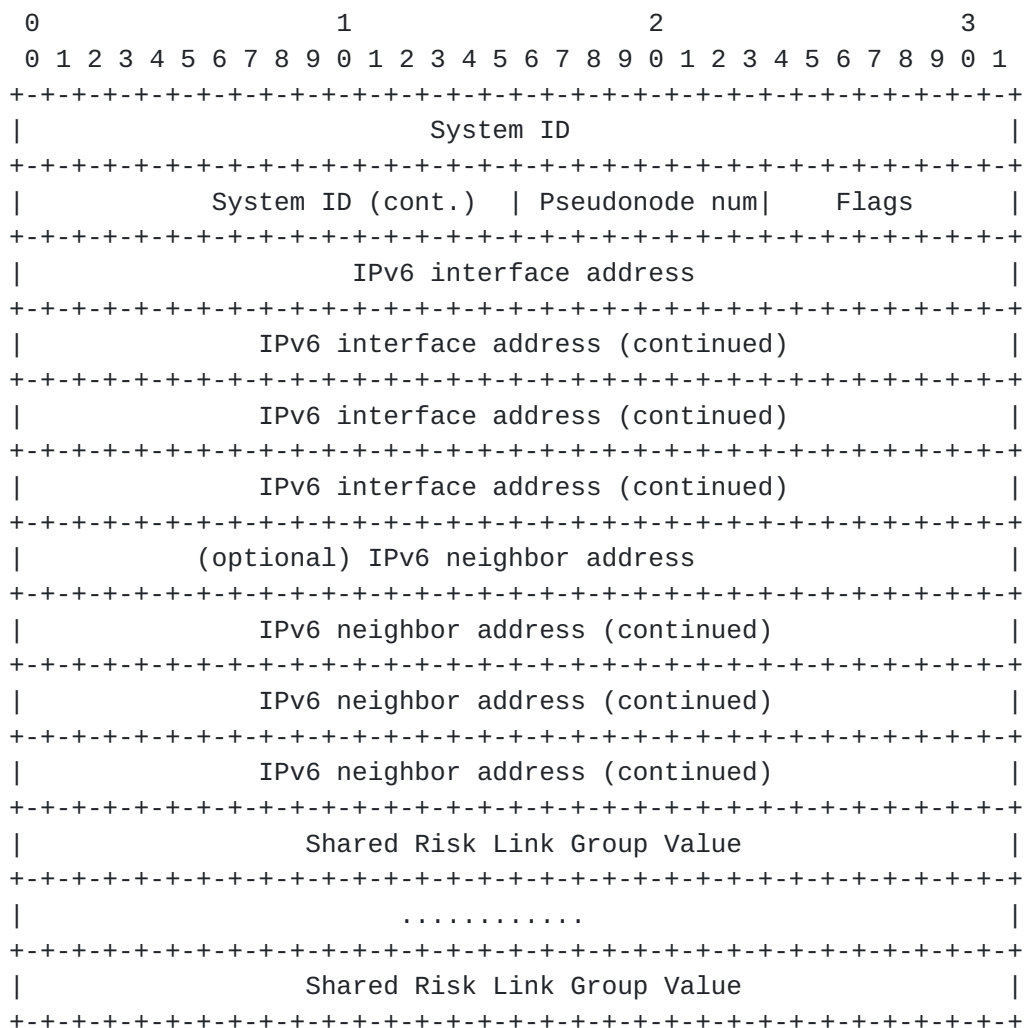 0                   1                   2                   3
 0 1 2 3 4 5 6 7 8 9 0 1 2 3 4 5 6 7 8 9 0 1 2 3 4 5 6 7 8 9 0 1
+-+-+-+-+-+-+-+-+-+-+-+-+-+-+-+-+-+-+-+-+-+-+-+-+-+-+-+-+-+-+-+-+
|                          System ID                            |
+-+-+-+-+-+-+-+-+-+-+-+-+-+-+-+-+-+-+-+-+-+-+-+-+-+-+-+-+-+-+-+-+
|            System ID (cont.)  | Pseudonode num|    Flags      |
+-+-+-+-+-+-+-+-+-+-+-+-+-+-+-+-+-+-+-+-+-+-+-+-+-+-+-+-+-+-+-+-+
|                     IPv6 interface address                    |
+-+-+-+-+-+-+-+-+-+-+-+-+-+-+-+-+-+-+-+-+-+-+-+-+-+-+-+-+-+-+-+-+
|               IPv6 interface address (continued)              |
+-+-+-+-+-+-+-+-+-+-+-+-+-+-+-+-+-+-+-+-+-+-+-+-+-+-+-+-+-+-+-+-+
|               IPv6 interface address (continued)              |
+-+-+-+-+-+-+-+-+-+-+-+-+-+-+-+-+-+-+-+-+-+-+-+-+-+-+-+-+-+-+-+-+
|               IPv6 interface address (continued)              |
+-+-+-+-+-+-+-+-+-+-+-+-+-+-+-+-+-+-+-+-+-+-+-+-+-+-+-+-+-+-+-+-+
|           (optional) IPv6 neighbor address                    |
+-+-+-+-+-+-+-+-+-+-+-+-+-+-+-+-+-+-+-+-+-+-+-+-+-+-+-+-+-+-+-+-+
|               IPv6 neighbor address (continued)               |
+-+-+-+-+-+-+-+-+-+-+-+-+-+-+-+-+-+-+-+-+-+-+-+-+-+-+-+-+-+-+-+-+
|               IPv6 neighbor address (continued)               |
+-+-+-+-+-+-+-+-+-+-+-+-+-+-+-+-+-+-+-+-+-+-+-+-+-+-+-+-+-+-+-+-+
|               IPv6 neighbor address (continued)               |
+-+-+-+-+-+-+-+-+-+-+-+-+-+-+-+-+-+-+-+-+-+-+-+-+-+-+-+-+-+-+-+-+
|                  Shared Risk Link Group Value                 |
+-+-+-+-+-+-+-+-+-+-+-+-+-+-+-+-+-+-+-+-+-+-+-+-+-+-+-+-+-+-+-+-+
|                        ............                           |
+-+-+-+-+-+-+-+-+-+-+-+-+-+-+-+-+-+-+-+-+-+-+-+-+-+-+-+-+-+-+-+-+
|                  Shared Risk Link Group Value                 |
+-+-+-+-+-+-+-+-+-+-+-+-+-+-+-+-+-+-+-+-+-+-+-+-+-+-+-+-+-+-+-+-+